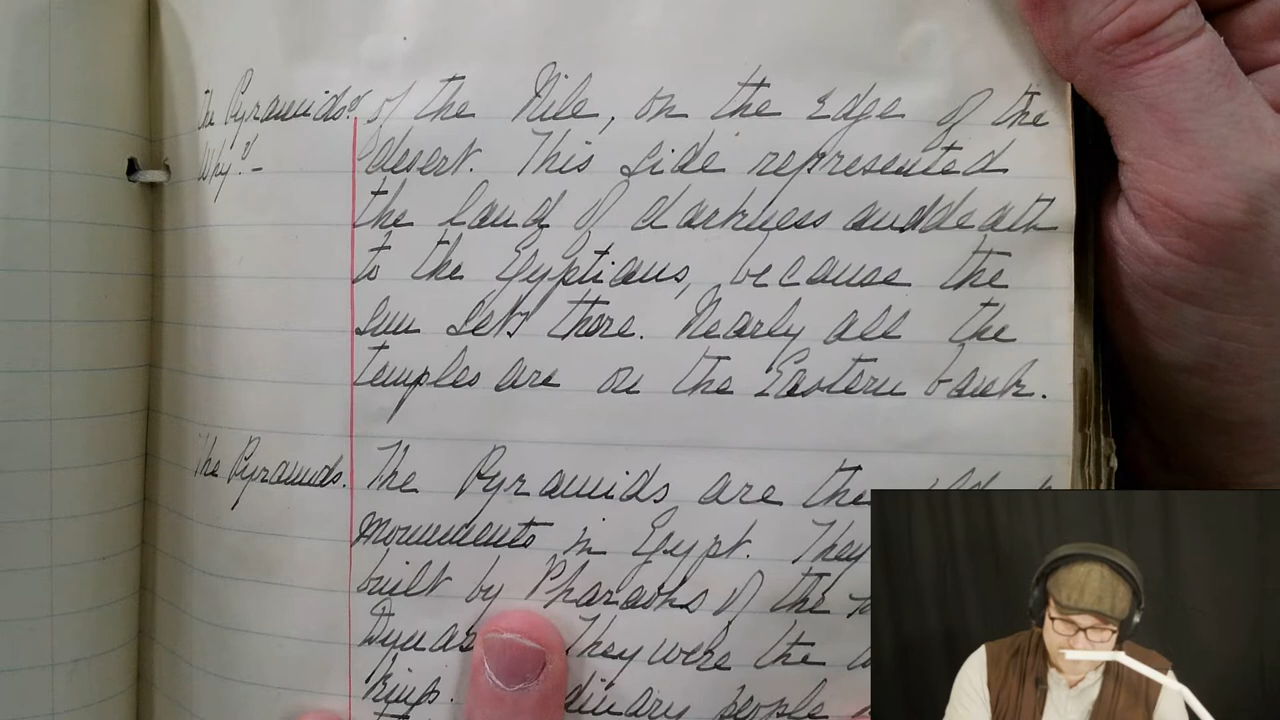 The Pyramids? of the Nile, on the Edge of the
Why? - desert. This side represented
the land of darkness and death
to the Egyptians, because the
sun sets there. Nearly all the
temples are on the Eastern bank.
The Pyramids. The Pyramids are the
monuments in Egypt. They
built by Pharaohs of the
They were the
kings. people